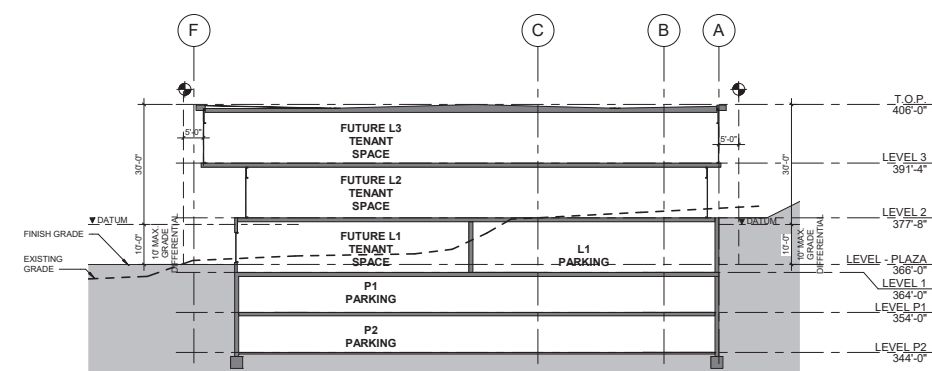 F
C
B
A
T.O.P.
406'-0"
5'-0"
5'-0"
FUTURE L3
TENANT
SPACE
30'-0"
30'-0"
LEVEL 3
391'-4"
FUTURE L2
TENANT
SPACE
DATUM
DATUM
LEVEL 2
377'-8"
FINISH GRADE
10'-0"
10' MAX.
GRADE
DIFFERENTIAL
FUTURE L1
TENANT
SPACE
L1
PARKING
10'-0"
10' MAX.
GRADE
DIFFERENTIAL
EXISTING
GRADE
LEVEL - PLAZA
366'-0"
LEVEL 1
364'-0"
P1
PARKING
LEVEL P1
354'-0"
P2
PARKING
LEVEL P2
344'-0"